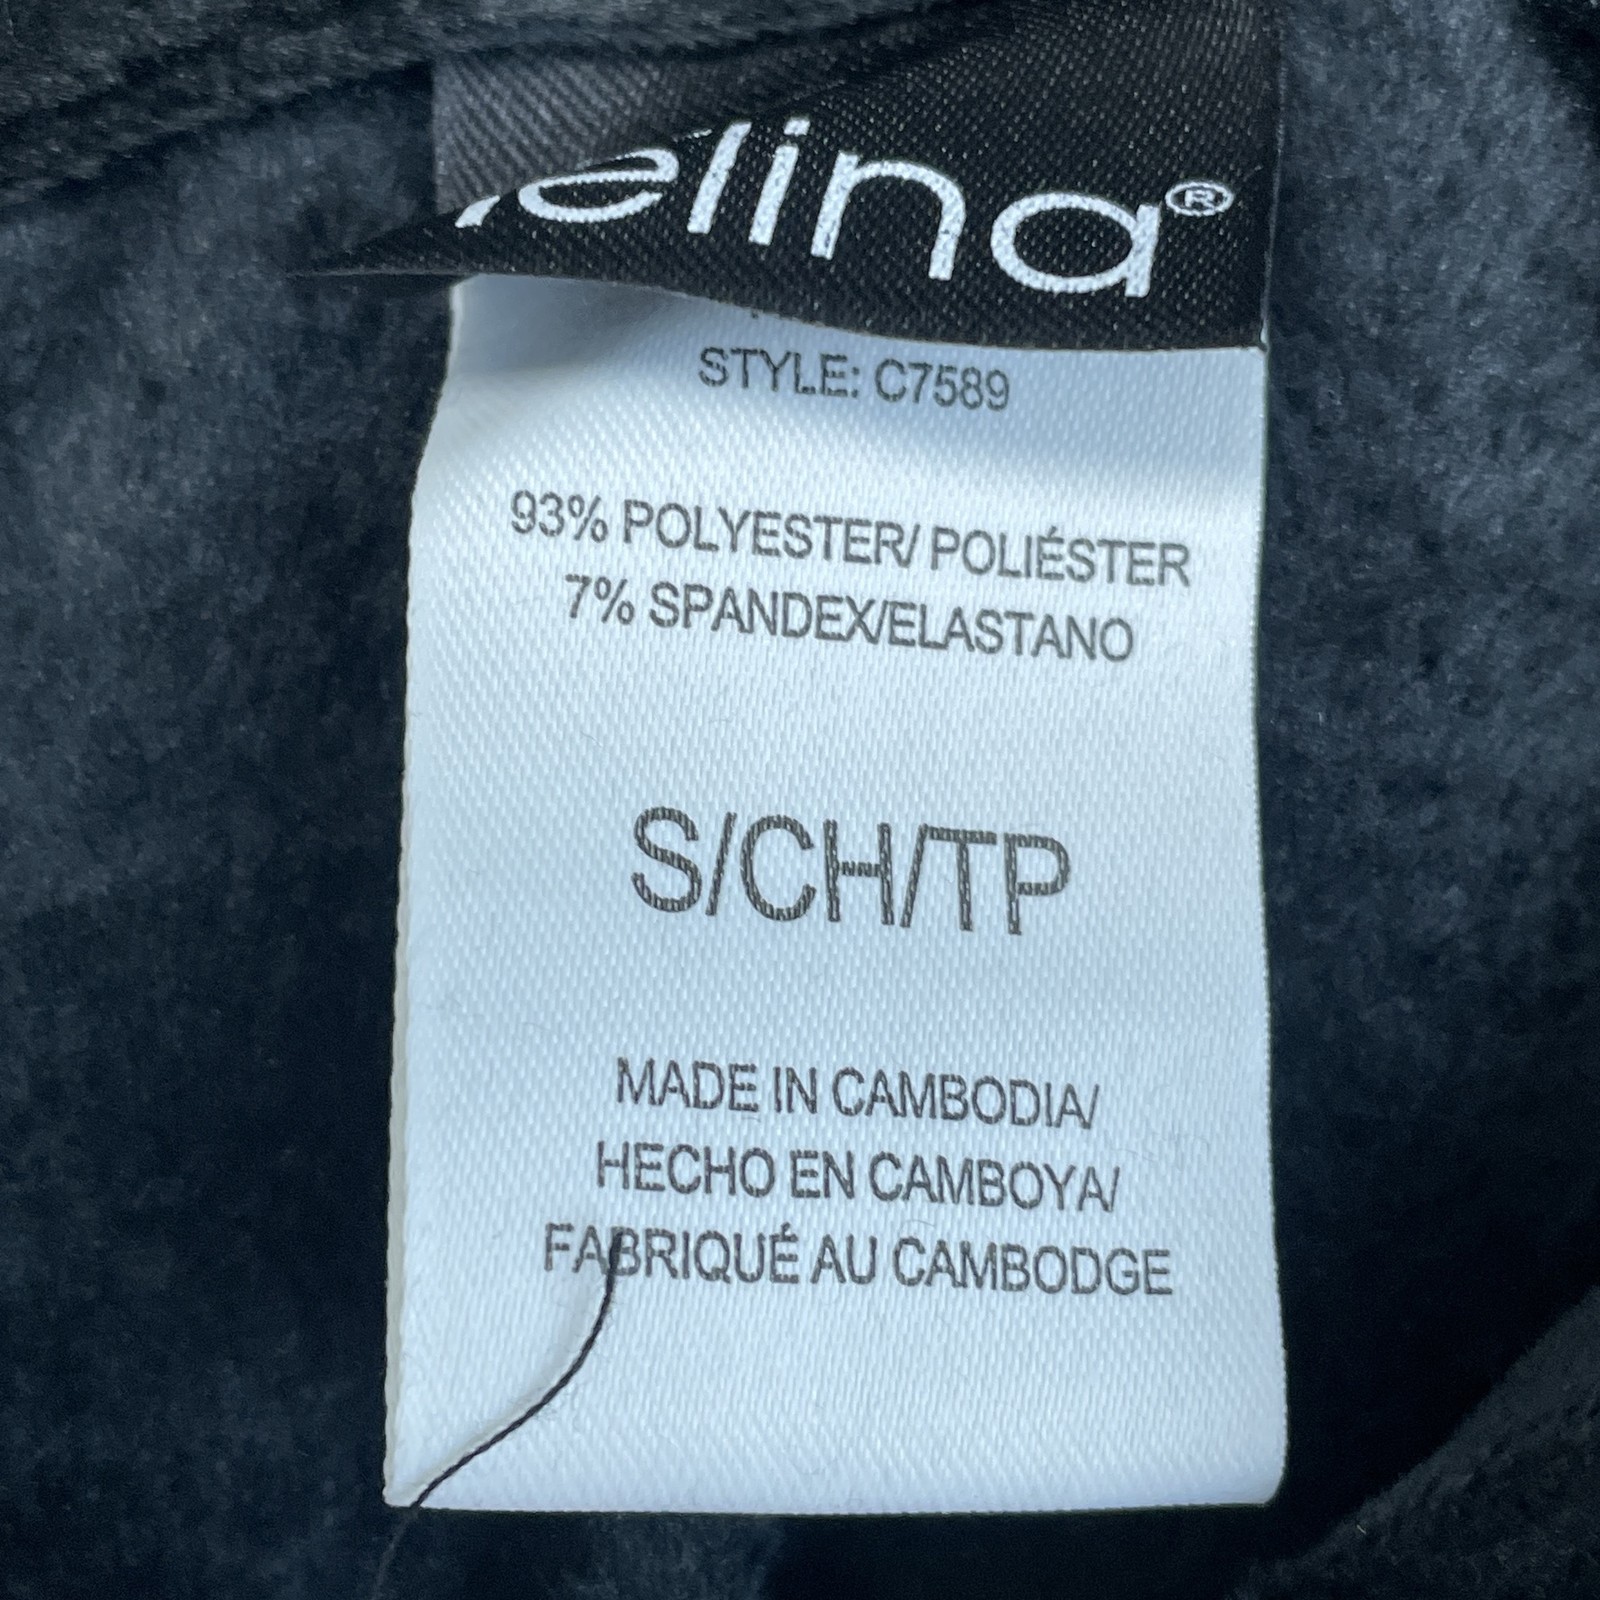 elina®
STYLE: C7589
93% POLYESTER/ POLIÉSTER
7% SPANDEX/ELASTANO
S/CH/TP
MADE IN CAMBODIA/
HECHO EN CAMBOYA/
FABRIQUÉ AU CAMBODGE